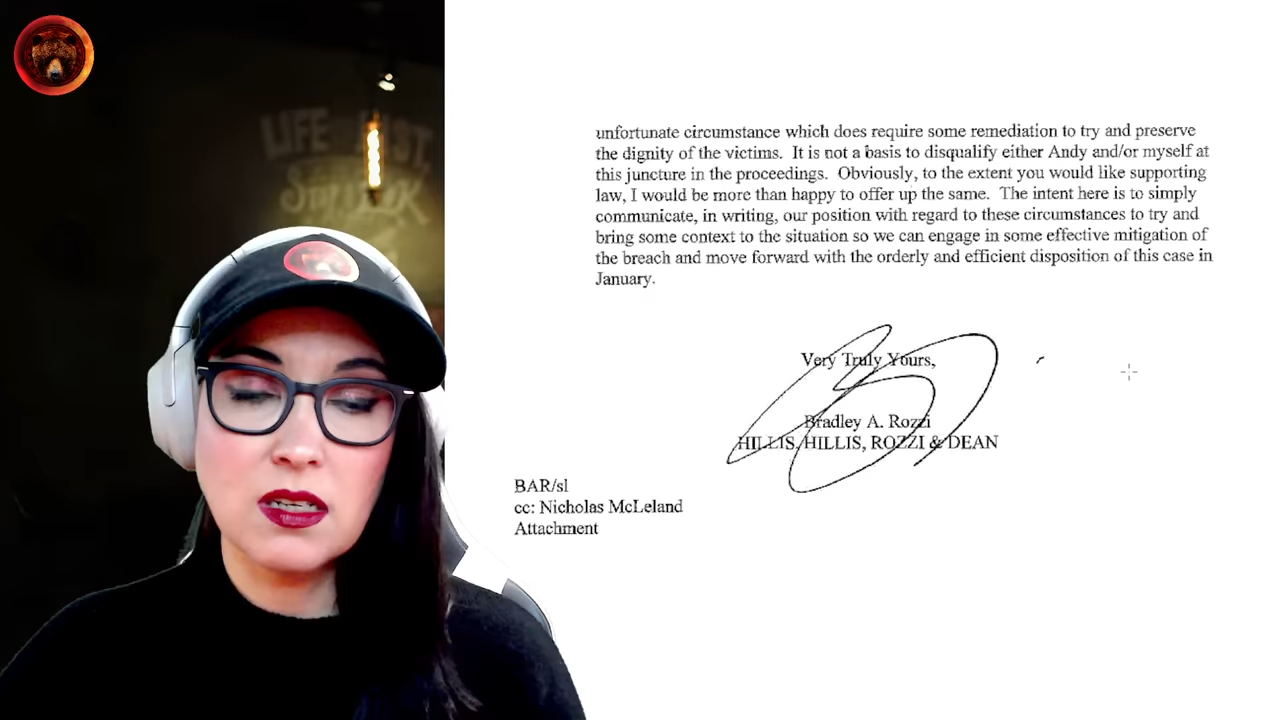 LIFE
unfortunate circumstance which does require some remediation to try and preserve
the dignity of the victims. It is not a basis to disqualify either Andy and/or myself at
this juncture in the proceedings. Obviously, to the extent you would like supporting
law, I would be more than happy to offer up the same. The intent here is to simply
communicate, in writing, our position with regard to these circumstances to try and
bring some context to the situation so we can engage in some effective mitigation of
the breach and move forward with the orderly and efficient disposition of this case in
January.
Very Truly Yours,
Bradley A. Rozzi
HILLIS, HILLIS, ROZZI & DEAN
BAR/sl
cc: Nicholas McLeland
Attachment